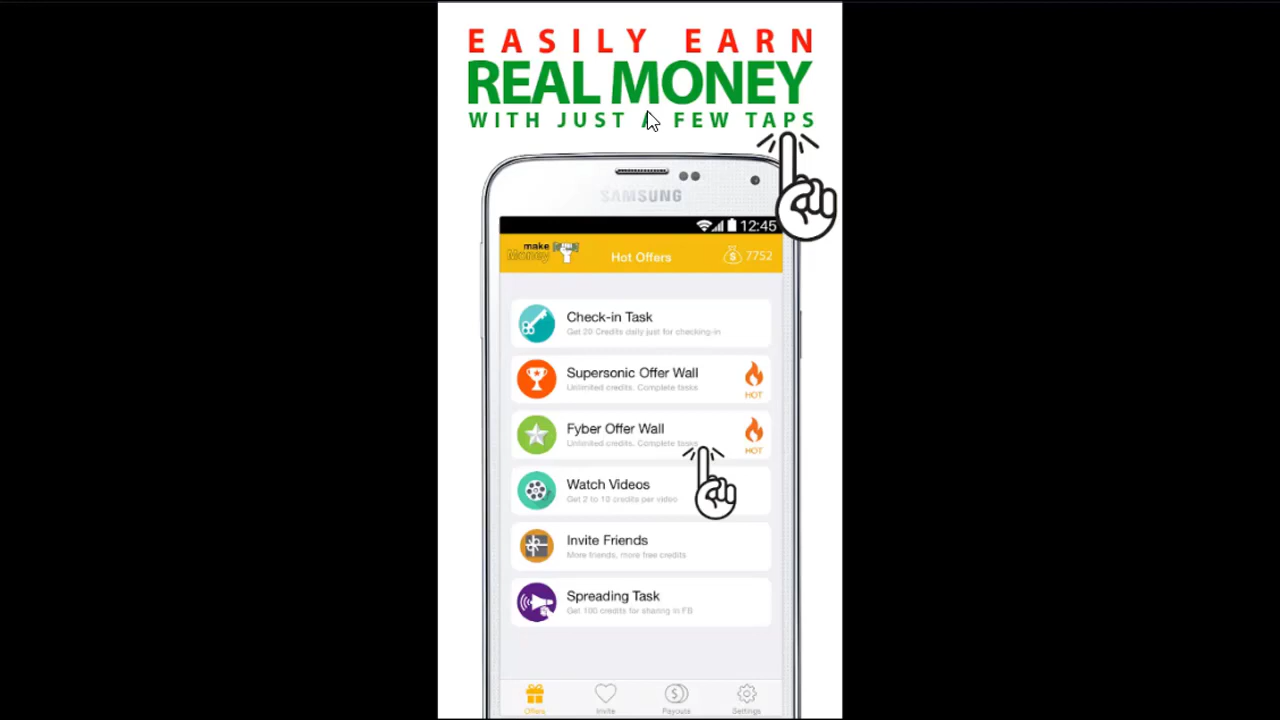 EASILY EARN
REAL MONEY
WITH JUST A FEW TAPS
SAMSUNG
12:45
make
Money
Hot Offers
$ 7752
Check-in Task
Get 20 Credits daily just for checking-in
Supersonic Offer Wall
Unlimited credits. Complete tasks
HOT
Fyber Offer Wall
Unlimited credits. Complete tasks
HOT
Watch Videos
Get 2 to 10 credits per video
Invite Friends
More friends, more free credits
Spreading Task
Get 100 credits for sharing in FB
Offers
Invite
Payouts
Settings